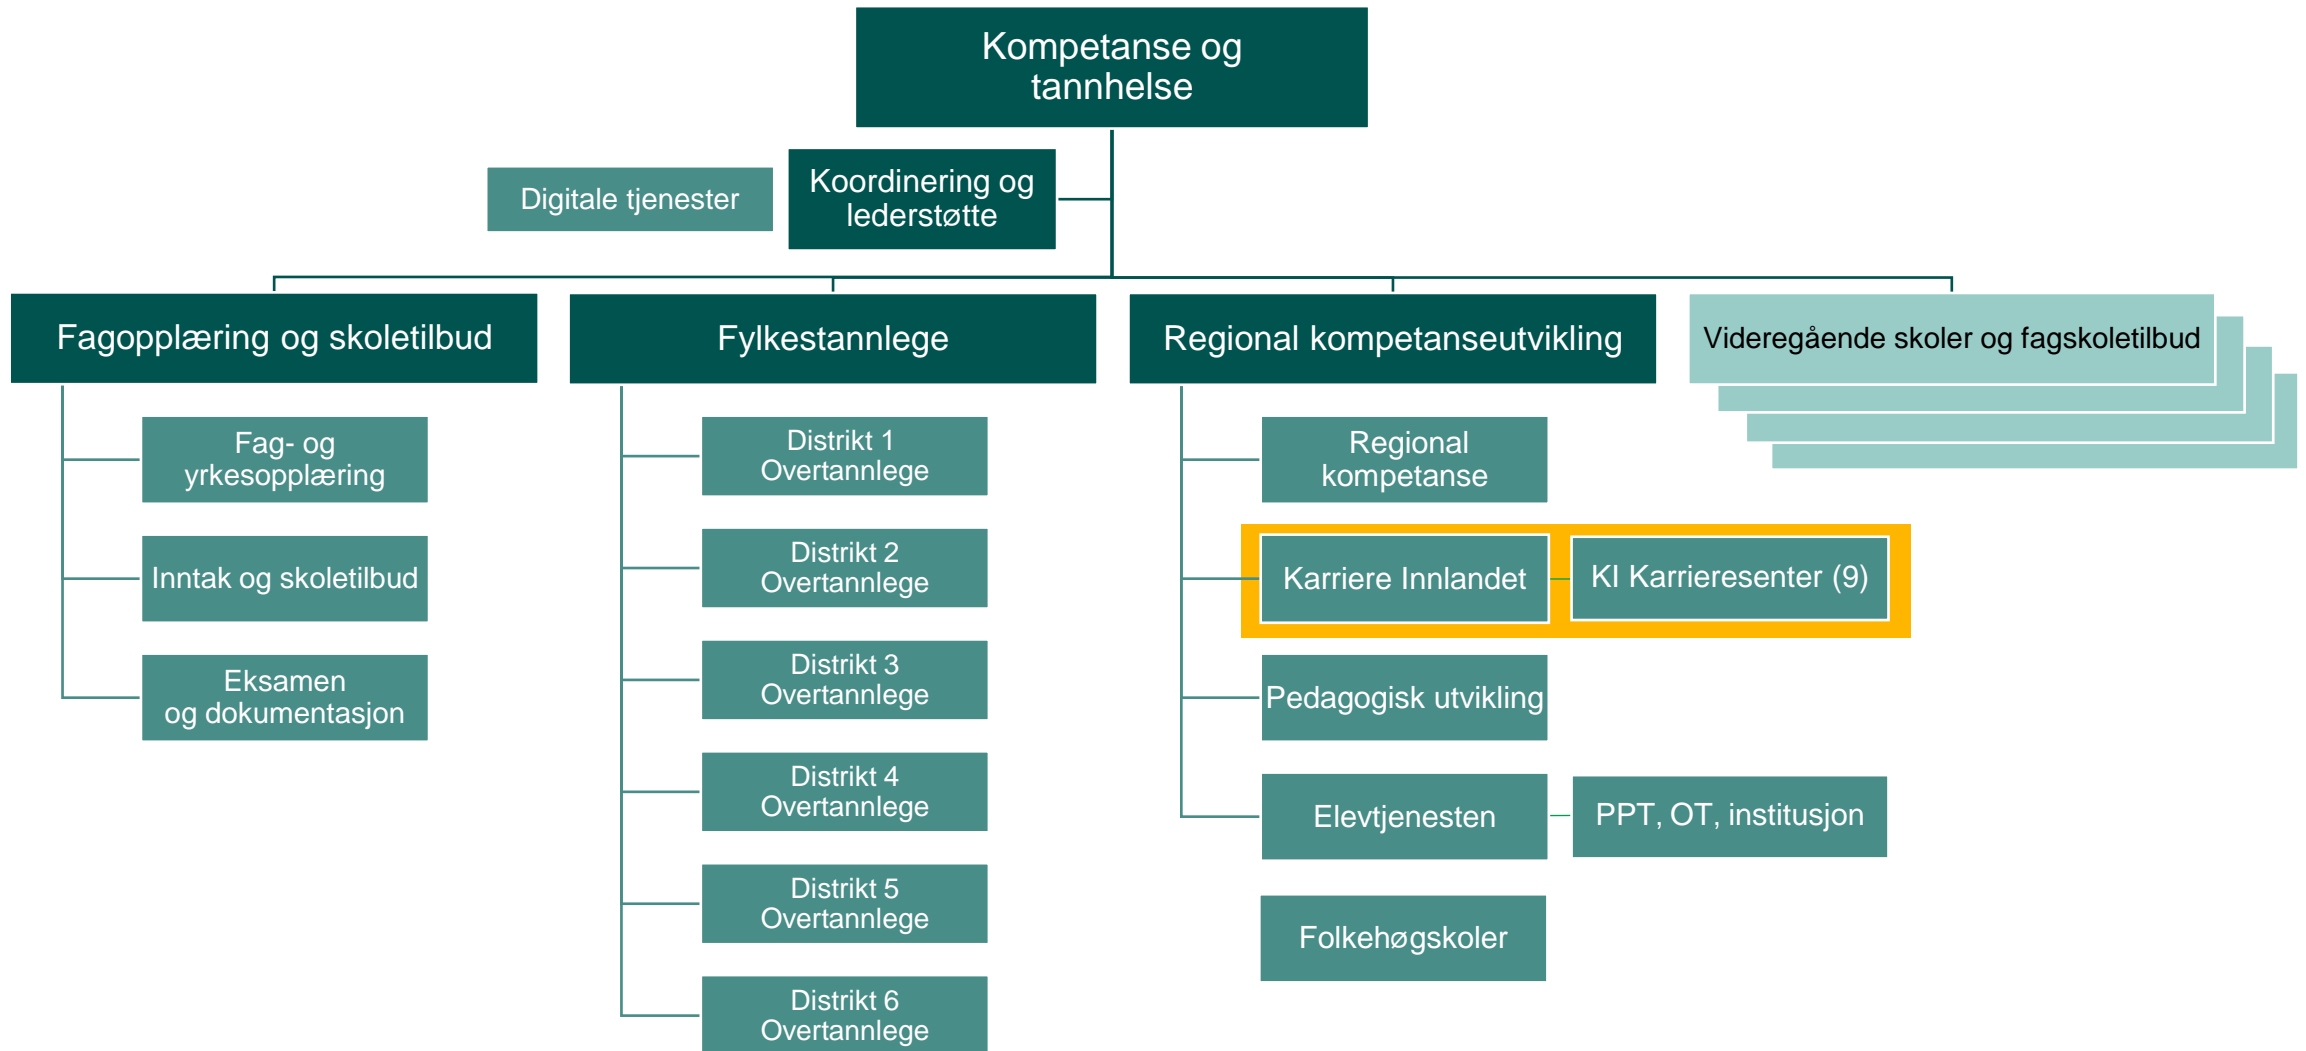 Kompetanse og
tannhelse
Digitale tjenester
Koordinering og
lederstøtte
Fagopplæring og skoletilbud
Fylkestannlege
Regional kompetanseutvikling
Videregående skoler og fagskoletilbud
Fag- og
yrkesopplæring
Inntak og skoletilbud
Eksamen
og dokumentasjon
Distrikt 1
Overtannlege
Distrikt 2
Overtannlege
Distrikt 3
Overtannlege
Distrikt 4
Overtannlege
Distrikt 5
Overtannlege
Distrikt 6
Overtannlege
Regional
kompetanse
Karriere Innlandet
KI Karrieresenter (9)
Pedagogisk utvikling
Elevtjenesten
PPT, OT, institusjon
Folkehøgskoler